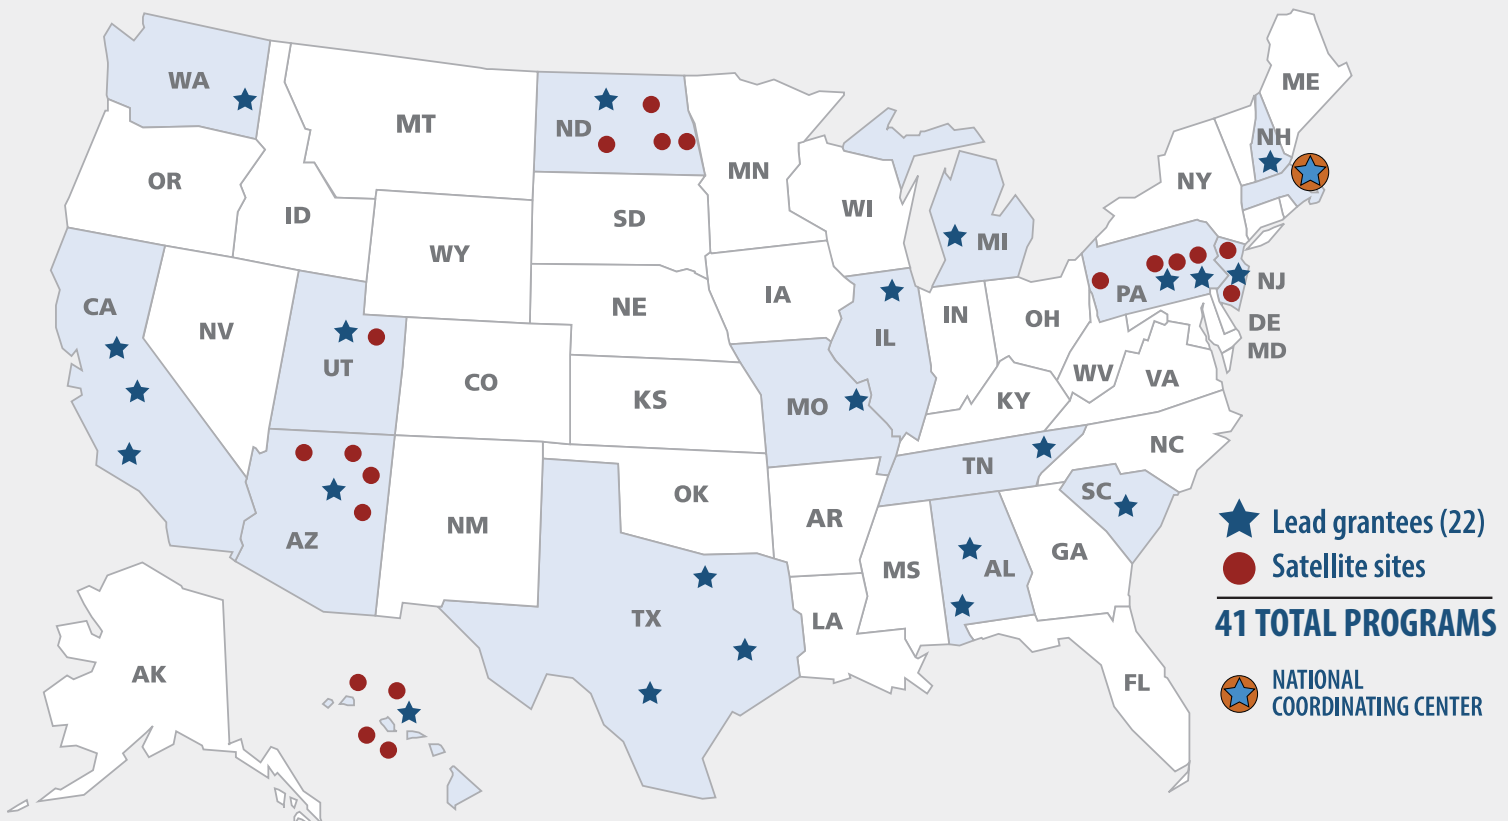 WA
MT
ND
MN
OR
ID
WY
SD
WI
MI
NY
NH
ME
CA
NV
UT
CO
NE
KS
IA
IL
IN
OH
PA
NJ
DE
MD
WV
VA
KY
MO
NC
TN
SC
AZ
NM
OK
AR
MS
AL
GA
TX
LA
FL
AK
Lead grantees (22)
Satellite sites
41 TOTAL PROGRAMS
NATIONAL
COORDINATING CENTER